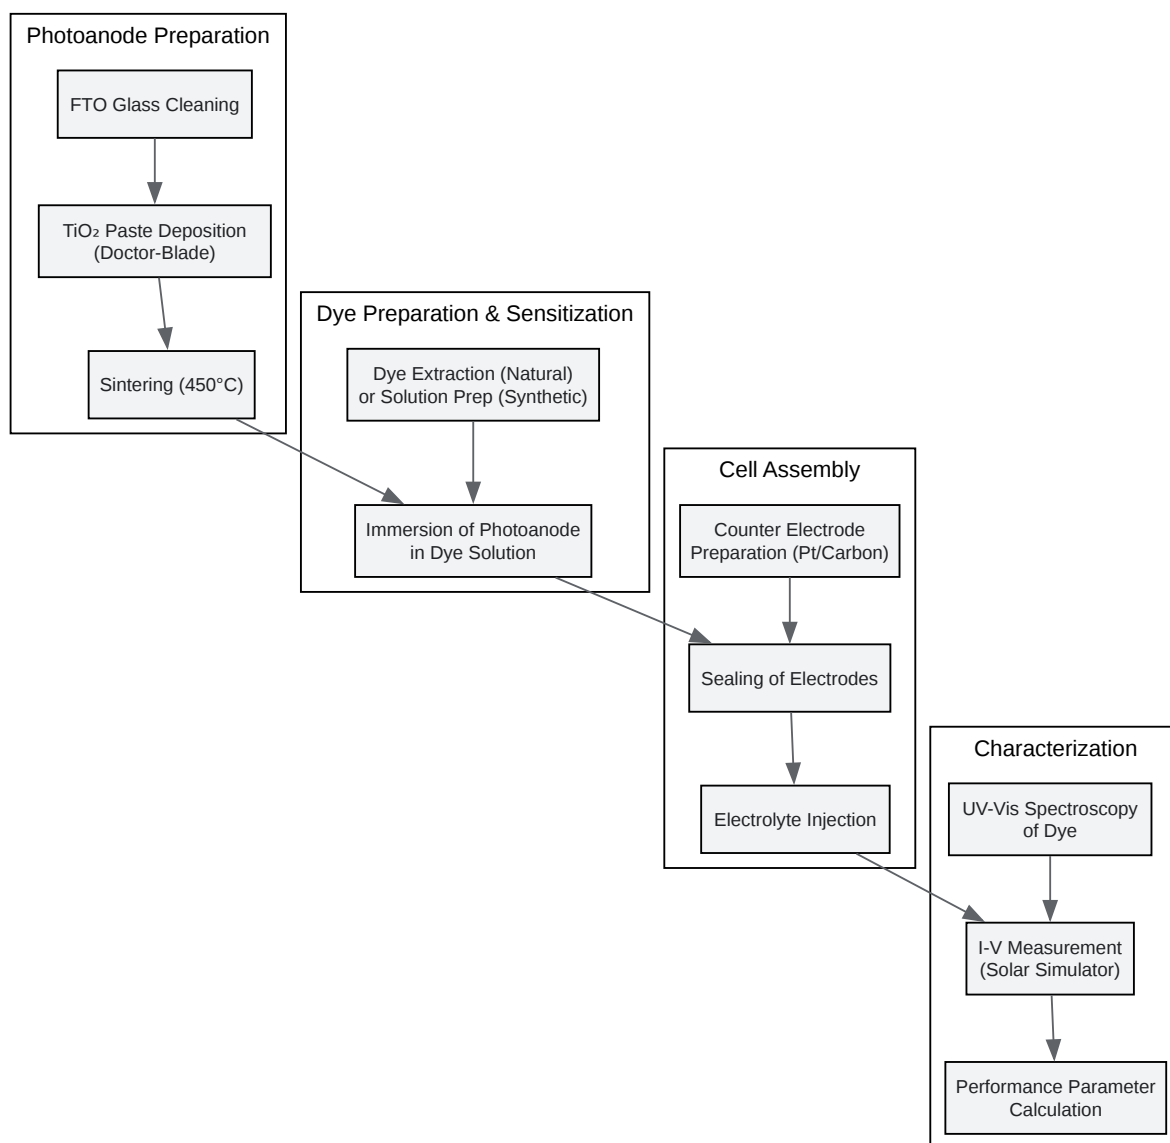 Photoanode Preparation
FTO Glass Cleaning
TiO₂ Paste Deposition
(Doctor-Blade)
Sintering (450°C)
Dye Preparation & Sensitization
Dye Extraction (Natural)
or Solution Prep (Synthetic)
Immersion of Photoanode
in Dye Solution
Cell Assembly
Counter Electrode
Preparation (Pt/Carbon)
Sealing of Electrodes
Electrolyte Injection
Characterization
UV-Vis Spectroscopy
of Dye
I-V Measurement
(Solar Simulator)
Performance Parameter
Calculation